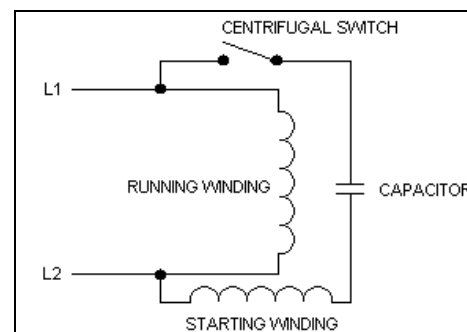 CENTRIFUGAL SWITCH
L1
RUNNING WINDING
CAPACITOR
L2
STARTING WINDING